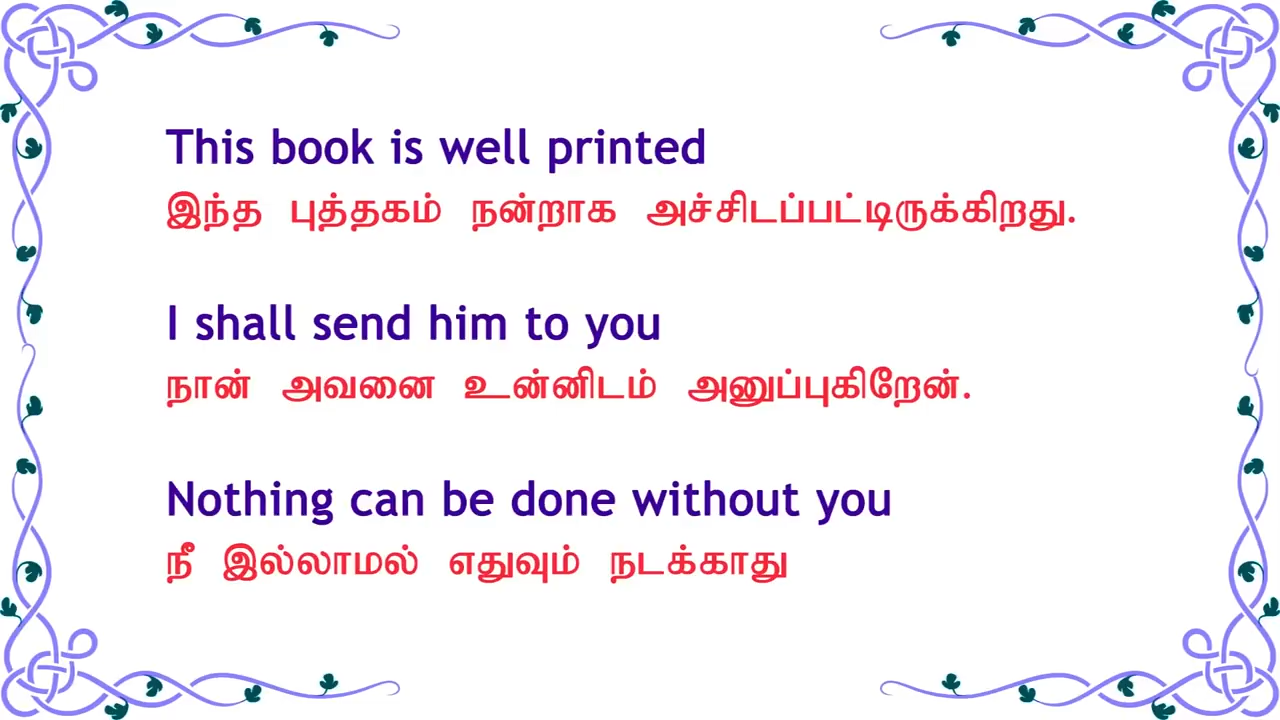 This book is well printed
இந்த புத்தகம் நன்றாக அச்சிடப்பட்டிருக்கிறது.
I shall send him to you
நான் அவனை உன்னிடம் அனுப்புகிறேன்.
Nothing can be done without you
நீ இல்லாமல் எதுவும் நடக்காது